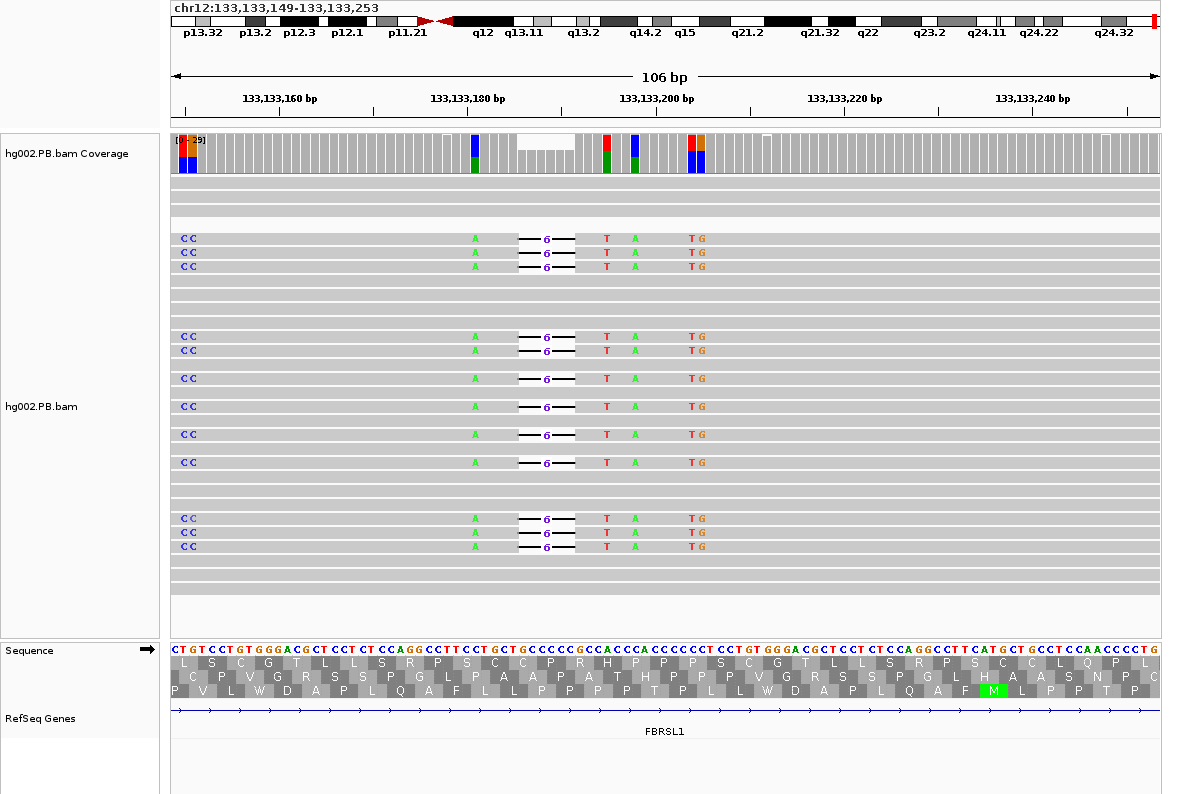 chr12:133,133,149-133,133,253
p13.32 p13.2 p12.3 p12.1 p11.21 q12 q13.11 q13.2 q14.2 q15 q21.2 q21.32 q22 q23.2 q24.11 q24.22 q24.32
106 bp
133,133,160 bp 133,133,180 bp 133,133,200 bp 133,133,220 bp 133,133,240 bp
[0 - 29]
hg002.PB.bam Coverage
C C A 6 T A T G
C C A 6 T A T G
C C A 6 T A T G
C C A 6 T A T G
C C A 6 T A T G
C C A 6 T A T G
hg002.PB.bam
C C A 6 T A T G
C C A 6 T A T G
C C A 6 T A T G
C C A 6 T A T G
C C A 6 T A T G
C C A 6 T A T G
Sequence
CTGTCCTGTGGGACGCTCCTCTCCAGGCCTTCCTGCTGCCCCCGCCACCCACCCCCCTCCTGTGGGACGCTCCTCTCCAGGCCTTCATGCTGCCTCCAACCCCTG
L S C G T L L S R P S C C P R H P P P S C G T L L S R P S C C L Q P L
C P V G R S S P G L P A A P A T H P P P V G R S S P G L H A A S N P C
P V L W D A P L Q A F L L P P P P T P L L W D A P L Q A F M L P P T P
RefSeq Genes
FBRSL1